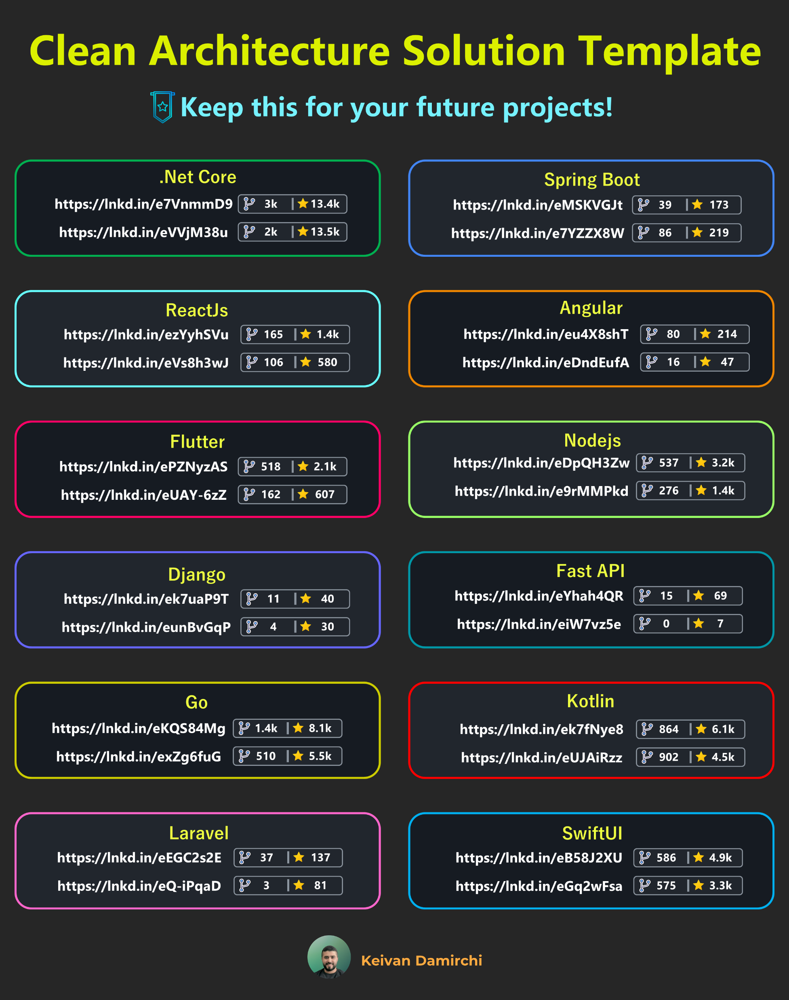 Clean Architecture Solution Template
Keep this for your future projects!
.Net Core
https://lnkd.in/e7VnmmD9 3k | 13.4k
https://lnkd.in/eVVjM38u 2k | 13.5k
Spring Boot
https://lnkd.in/eMSKVGJt 39 | 173
https://lnkd.in/e7YZZX8W 86 | 219
ReactJs
https://lnkd.in/ezYyhSVu 165 | 1.4k
https://lnkd.in/eVs8h3wJ 106 | 580
Angular
https://lnkd.in/eu4X8shT 80 | 214
https://lnkd.in/eDndEufA 16 | 47
Flutter
https://lnkd.in/ePZNyzAS 518 | 2.1k
https://lnkd.in/eUAY-6zZ 162 | 607
Nodejs
https://lnkd.in/eDpQH3Zw 537 | 3.2k
https://lnkd.in/e9rMMPkd 276 | 1.4k
Django
https://lnkd.in/ek7uaP9T 11 | 40
https://lnkd.in/eunBvGqP 4 | 30
Fast API
https://lnkd.in/eYhah4QR 15 | 69
https://lnkd.in/eiW7vz5e 0 | 7
Go
https://lnkd.in/eKQS84Mg 1.4k | 8.1k
https://lnkd.in/exZg6fuG 510 | 5.5k
Kotlin
https://lnkd.in/ek7fNye8 864 | 6.1k
https://lnkd.in/eUJAiRzz 902 | 4.5k
Laravel
https://lnkd.in/eEGC2s2E 37 | 137
https://lnkd.in/eQ-iPqaD 3 | 81
SwiftUI
https://lnkd.in/eB58J2XU 586 | 4.9k
https://lnkd.in/eGq2wFsa 575 | 3.3k
Keivan Damirchi